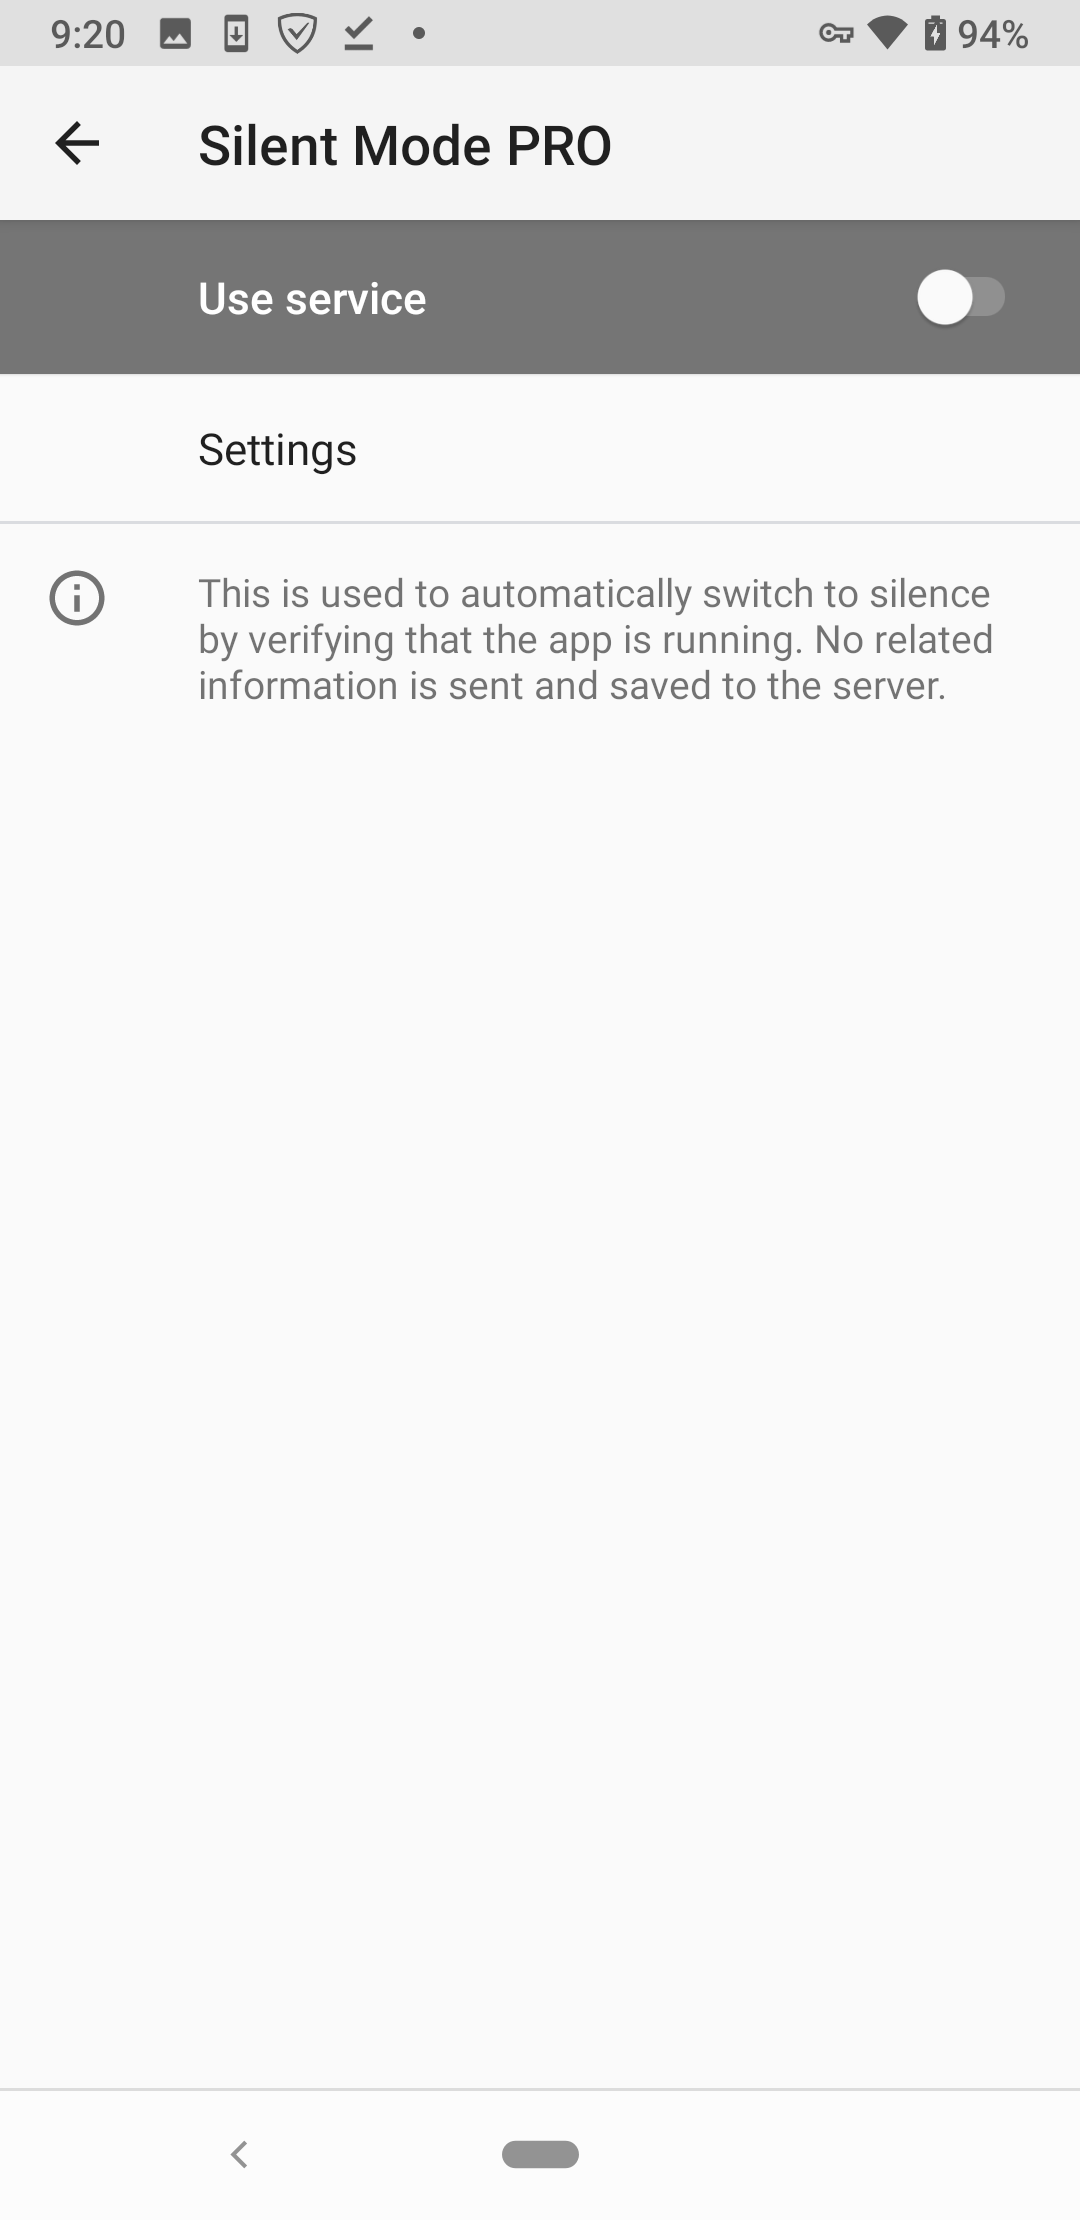 9:20 94%
Silent Mode PRO
Use service
Settings
This is used to automatically switch to silence
by verifying that the app is running. No related
information is sent and saved to the server.